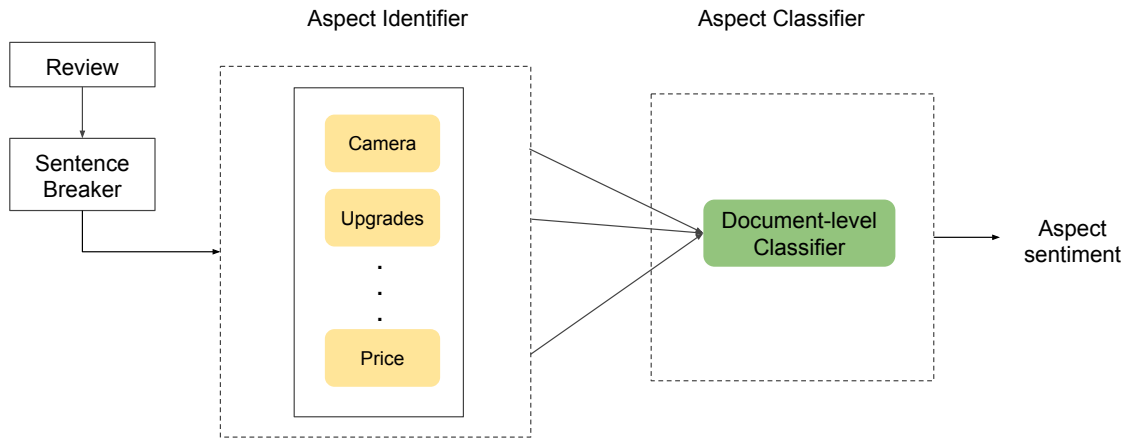 Aspect Identifier
Aspect Classifier
Review
Sentence
Breaker
Camera
Upgrades
.
.
.
Price
Document-level
Classifier
Aspect
sentiment